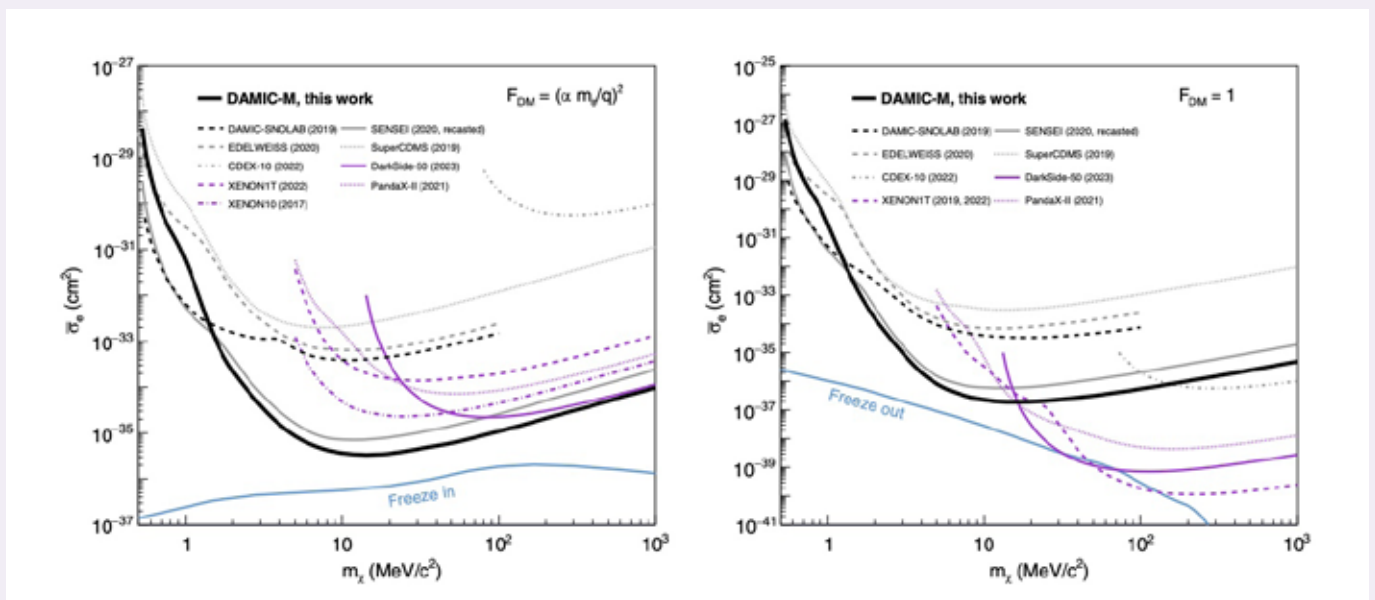 10⁻²⁷
10⁻²⁹
10⁻³¹
10⁻³³
10⁻³⁵
10⁻³⁷
σ̅ₑ (cm²)
DAMIC-M, this work
F_DM = (α mₑ/q)²
DAMIC-SNOLAB (2019) SENSEI (2020, recasted)
EDELWEISS (2020) SuperCDMS (2019)
CDEX-10 (2022) DarkSide-50 (2023)
XENON1T (2022) PandaX-II (2021)
XENON10 (2017)
Freeze in
1 10 10² 10³
m_χ (MeV/c²)
10⁻²⁵
10⁻²⁷
10⁻²⁹
10⁻³¹
10⁻³³
10⁻³⁵
10⁻³⁷
10⁻³⁹
10⁻⁴¹
σ̅ₑ (cm²)
DAMIC-M, this work
F_DM = 1
DAMIC-SNOLAB (2019) SENSEI (2020, recasted)
EDELWEISS (2020) SuperCDMS (2019)
CDEX-10 (2022) DarkSide-50 (2023)
XENON1T (2019, 2022) PandaX-II (2021)
Freeze out
1 10 10² 10³
m_χ (MeV/c²)